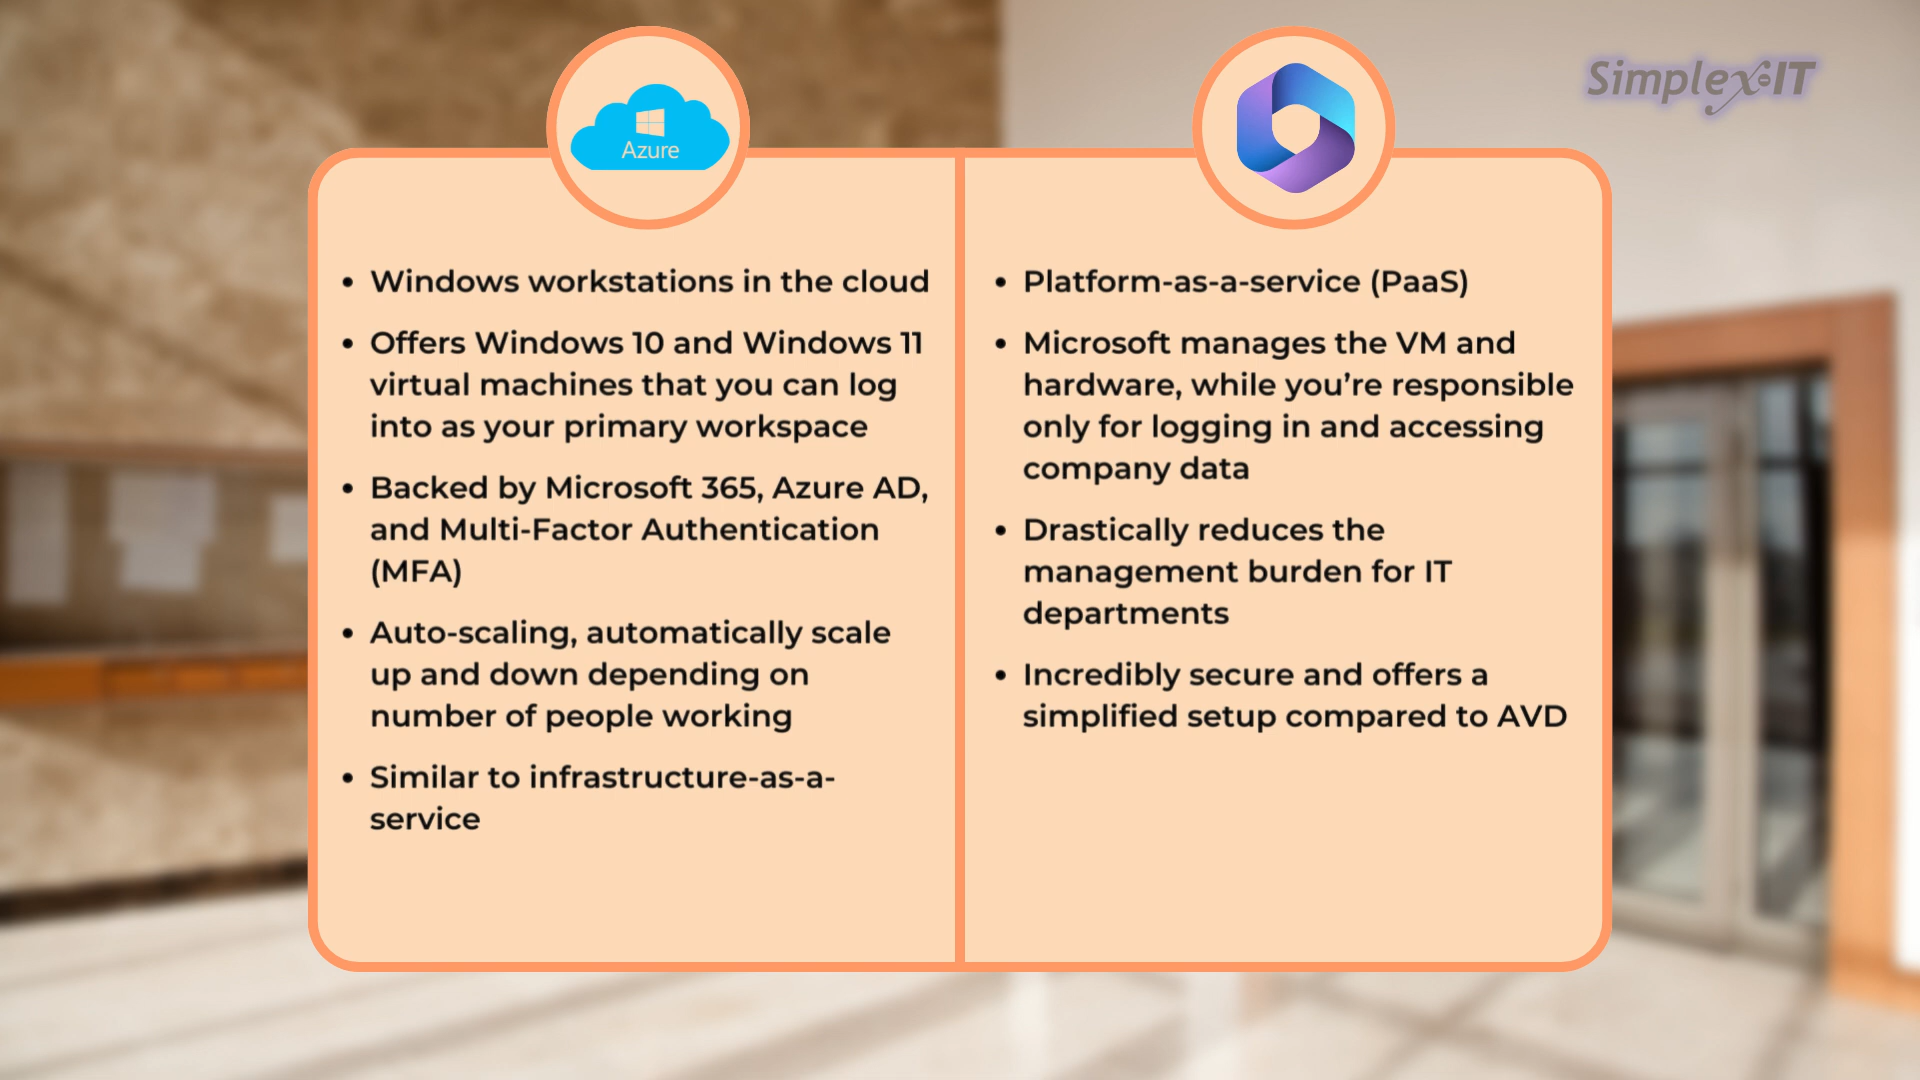 Simplex-IT
Azure
• Windows workstations in the cloud
• Offers Windows 10 and Windows 11
virtual machines that you can log
into as your primary workspace
• Backed by Microsoft 365, Azure AD,
and Multi-Factor Authentication
(MFA)
• Auto-scaling, automatically scale
up and down depending on
number of people working
• Similar to infrastructure-as-a-
service
• Platform-as-a-service (PaaS)
• Microsoft manages the VM and
hardware, while you’re responsible
only for logging in and accessing
company data
• Drastically reduces the
management burden for IT
departments
• Incredibly secure and offers a
simplified setup compared to AVD